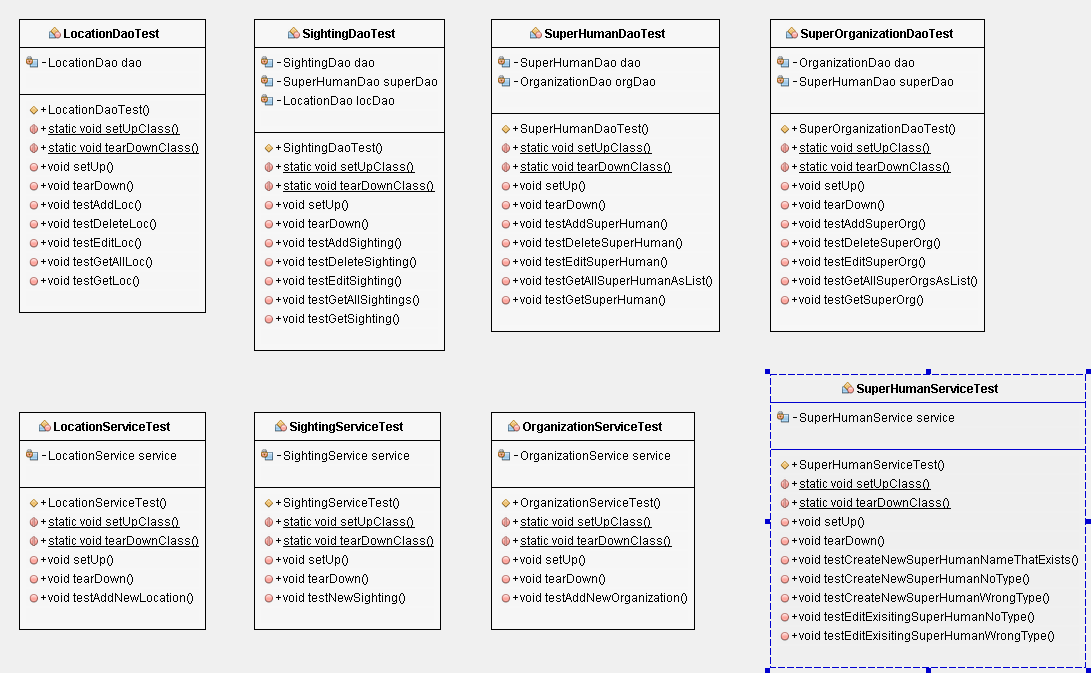 LocationDaoTest
-LocationDao dao
+LocationDaoTest()
+static void setUpClass()
+static void tearDownClass()
+void setUp()
+void tearDown()
+void testAddLoc()
+void testDeleteLoc()
+void testEditLoc()
+void testGetAllLoc()
+void testGetLoc()
SightingDaoTest
-SightingDao dao
-SuperHumanDao superDao
-LocationDao locDao
+SightingDaoTest()
+static void setUpClass()
+static void tearDownClass()
+void setUp()
+void tearDown()
+void testAddSighting()
+void testDeleteSighting()
+void testEditSighting()
+void testGetAllSightings()
+void testGetSighting()
SuperHumanDaoTest
-SuperHumanDao dao
-OrganizationDao orgDao
+SuperHumanDaoTest()
+static void setUpClass()
+static void tearDownClass()
+void setUp()
+void tearDown()
+void testAddSuperHuman()
+void testDeleteSuperHuman()
+void testEditSuperHuman()
+void testGetAllSuperHumanAsList()
+void testGetSuperHuman()
SuperOrganizationDaoTest
-OrganizationDao dao
-SuperHumanDao superDao
+SuperOrganizationDaoTest()
+static void setUpClass()
+static void tearDownClass()
+void setUp()
+void tearDown()
+void testAddSuperOrg()
+void testDeleteSuperOrg()
+void testEditSuperOrg()
+void testGetAllSuperOrgsAsList()
+void testGetSuperOrg()
LocationServiceTest
-LocationService service
+LocationServiceTest()
+static void setUpClass()
+static void tearDownClass()
+void setUp()
+void tearDown()
+void testAddNewLocation()
SightingServiceTest
-SightingService service
+SightingServiceTest()
+static void setUpClass()
+static void tearDownClass()
+void setUp()
+void tearDown()
+void testNewSighting()
OrganizationServiceTest
-OrganizationService service
+OrganizationServiceTest()
+static void setUpClass()
+static void tearDownClass()
+void setUp()
+void tearDown()
+void testAddNewOrganization()
SuperHumanServiceTest
-SuperHumanService service
+SuperHumanServiceTest()
+static void setUpClass()
+static void tearDownClass()
+void setUp()
+void tearDown()
+void testCreateNewSuperHumanNameThatExists()
+void testCreateNewSuperHumanNoType()
+void testCreateNewSuperHumanWrongType()
+void testEditExisitingSuperHumanNoType()
+void testEditExisitingSuperHumanWrongType()